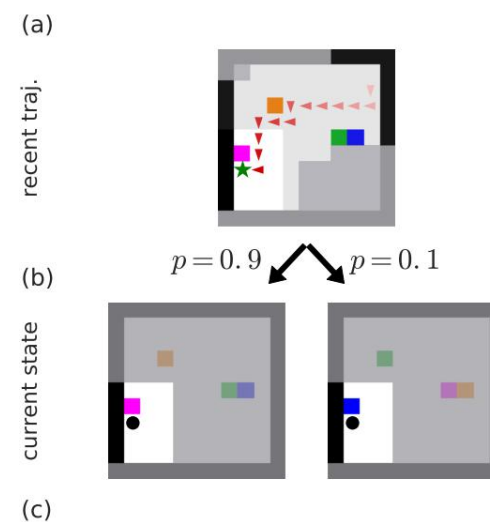 (a)
recent traj.
p = 0.9
p = 0.1
(b)
current state
(c)